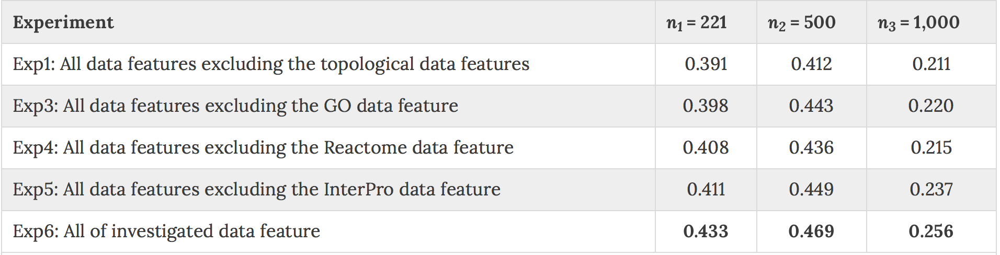 Experiment n1 = 221 n2 = 500 n3 = 1,000
Exp1: All data features excluding the topological data features 0.391 0.412 0.211
Exp3: All data features excluding the GO data feature 0.398 0.443 0.220
Exp4: All data features excluding the Reactome data feature 0.408 0.436 0.215
Exp5: All data features excluding the InterPro data feature 0.411 0.449 0.237
Exp6: All of investigated data feature 0.433 0.469 0.256